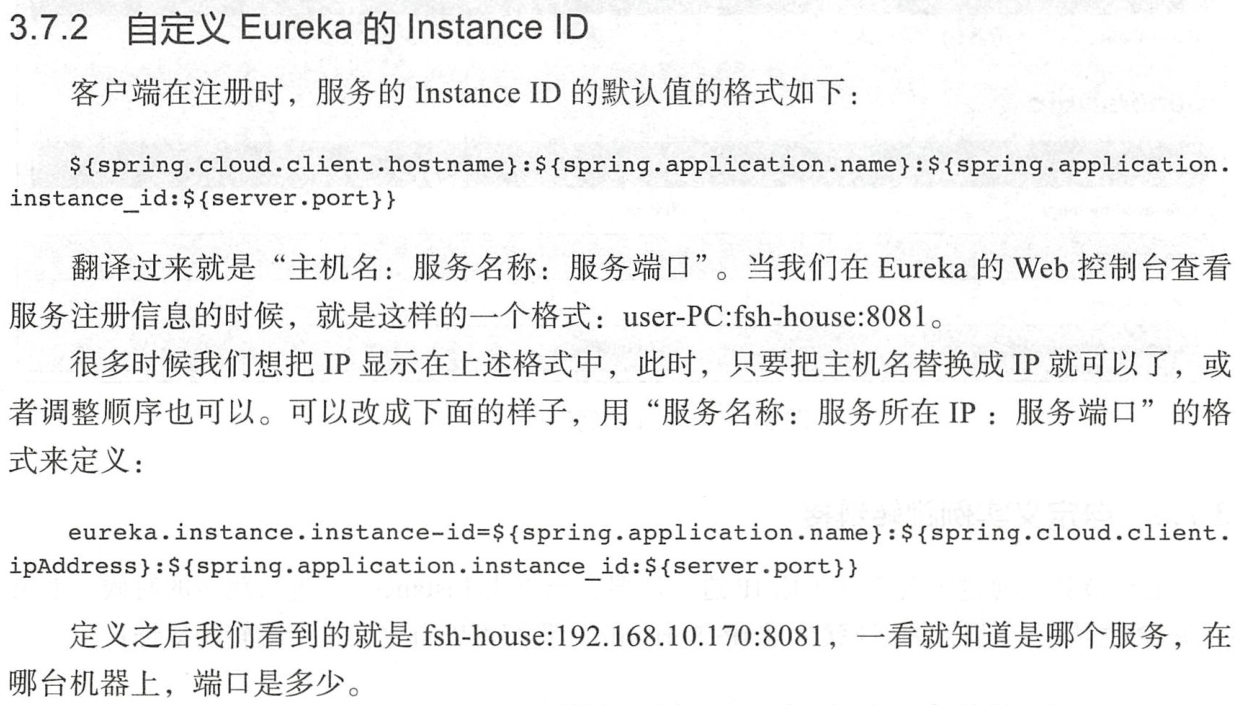 3.7.2 自定义 Eureka 的 Instance ID
客户端在注册时，服务的 Instance ID 的默认值的格式如下：
${spring.cloud.client.hostname}:${spring.application.name}:${spring.application.
instance_id:${server.port}}
翻译过来就是“主机名：服务名称：服务端口”。当我们在 Eureka 的 Web 控制台查看
服务注册信息的时候，就是这样的一个格式：user-PC:fsh-house:8081。
很多时候我们想把 IP 显示在上述格式中，此时，只要把主机名替换成 IP 就可以了，或
者调整顺序也可以。可以改成下面的样子，用“服务名称：服务所在 IP ：服务端口”的格
式来定义：
eureka.instance.instance-id=${spring.application.name}:${spring.cloud.client.
ipAddress}:${spring.application.instance_id:${server.port}}
定义之后我们看到的就是 fsh-house:192.168.10.170:8081，一看就知道是哪个服务，在
哪台机器上，端口是多少。